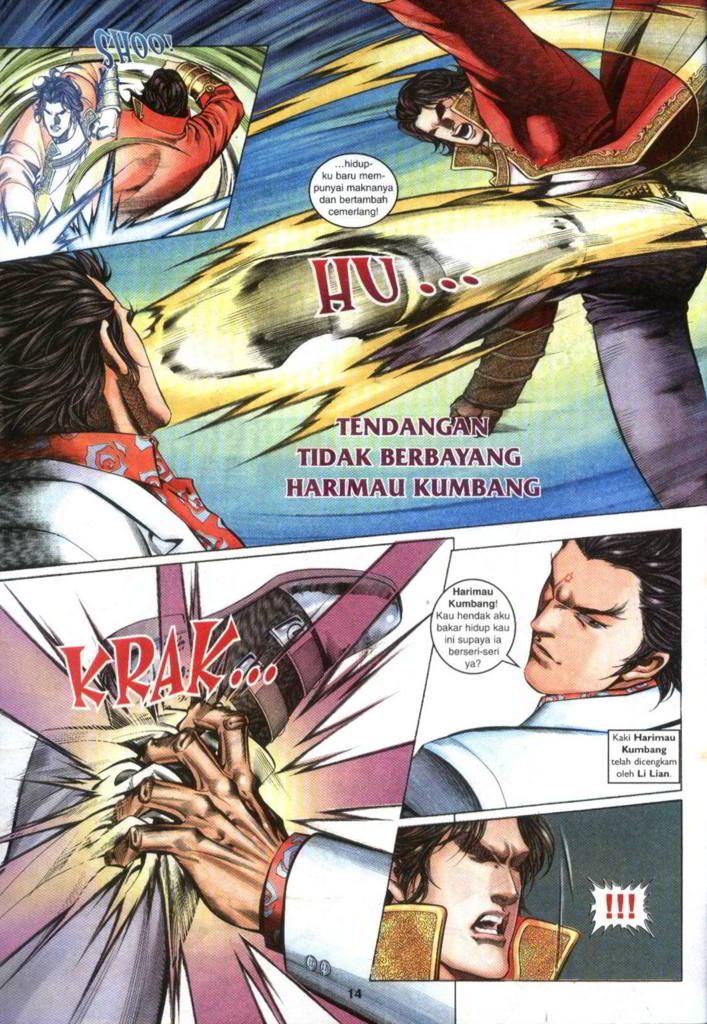 SHOO!
...hidup-
ku baru mem-
punyai maknanya
dan bertambah
cemerlang!
HU...
TENDANGAN
TIDAK BERBAYANG
HARIMAU KUMBANG
KRAK...
Harimau
Kumbang!
Kau hendak aku
bakar hidup kau
ini supaya ia
berseri-seri
ya?
Kaki Harimau
Kumbang
telah dicengkam
oleh Li Lian.
!!!
14